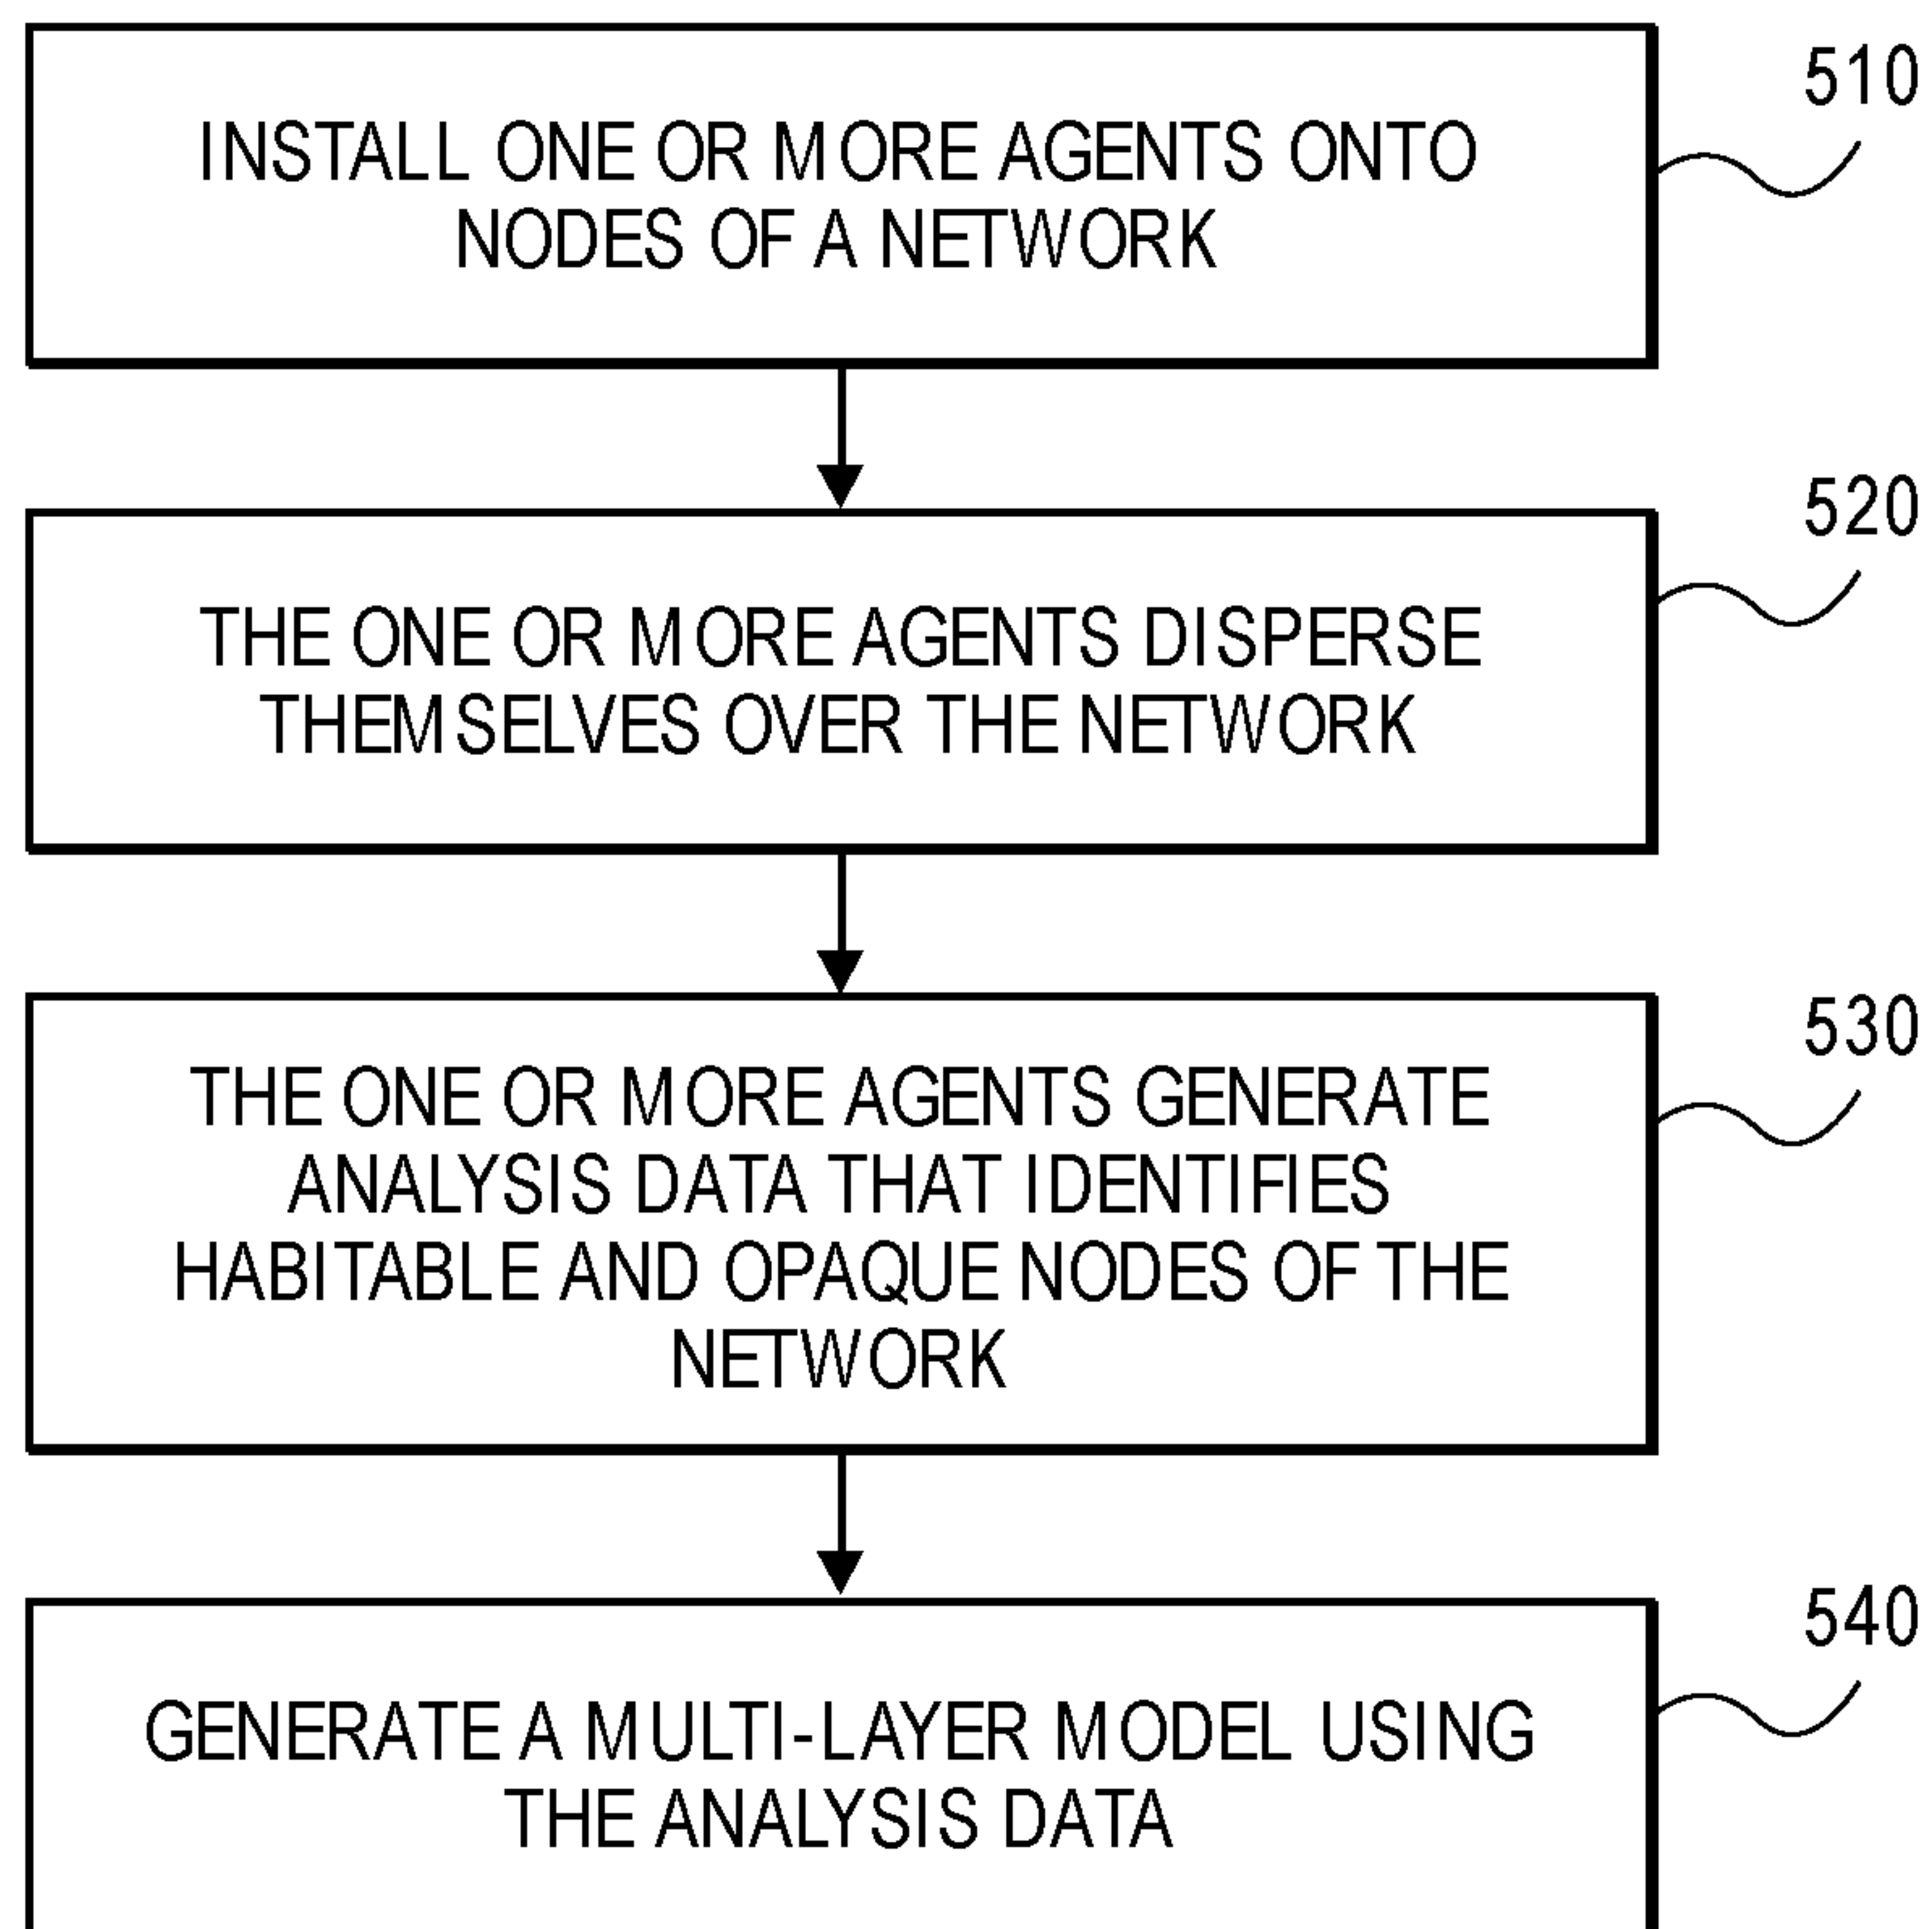 510
INSTALL ONE OR MORE AGENTS ONTO
NODES OF A NETWORK
520
THE ONE OR MORE AGENTS DISPERSE
THEMSELVES OVER THE NETWORK
530
THE ONE OR MORE AGENTS GENERATE
ANALYSIS DATA THAT IDENTIFIES
HABITABLE AND OPAQUE NODES OF THE
NETWORK
540
GENERATE A MULTI-LAYER MODEL USING
THE ANALYSIS DATA